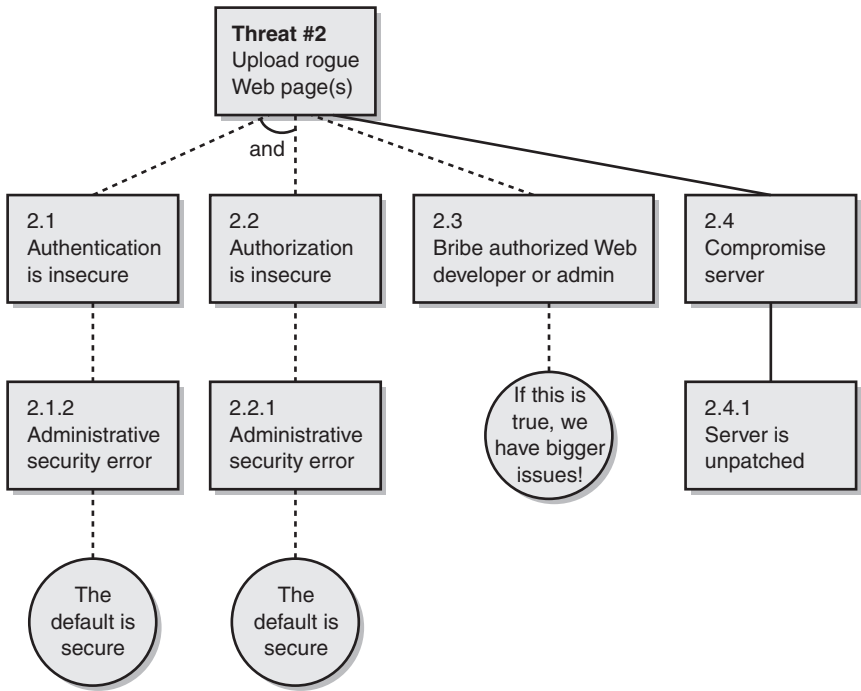 Threat #2
Upload rogue
Web page(s)
and
2.1
Authentication
is insecure
2.2
Authorization
is insecure
2.3
Bribe authorized Web
developer or admin
2.4
Compromise
server
2.1.2
Administrative
security error
2.2.1
Administrative
security error
If this is
true, we
have bigger
issues!
2.4.1
Server is
unpatched
The
default is
secure
The
default is
secure